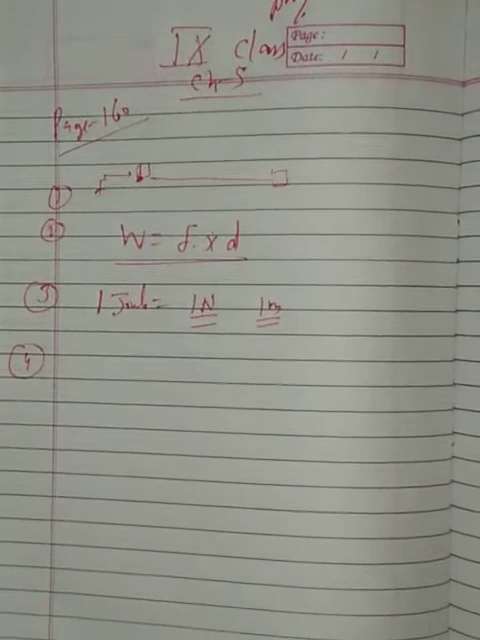 IX Class
Page:
Date: / /
Ch-5
Page-160
①
f
②
W = f. x d
③
1 Joule = 1N 1m
④